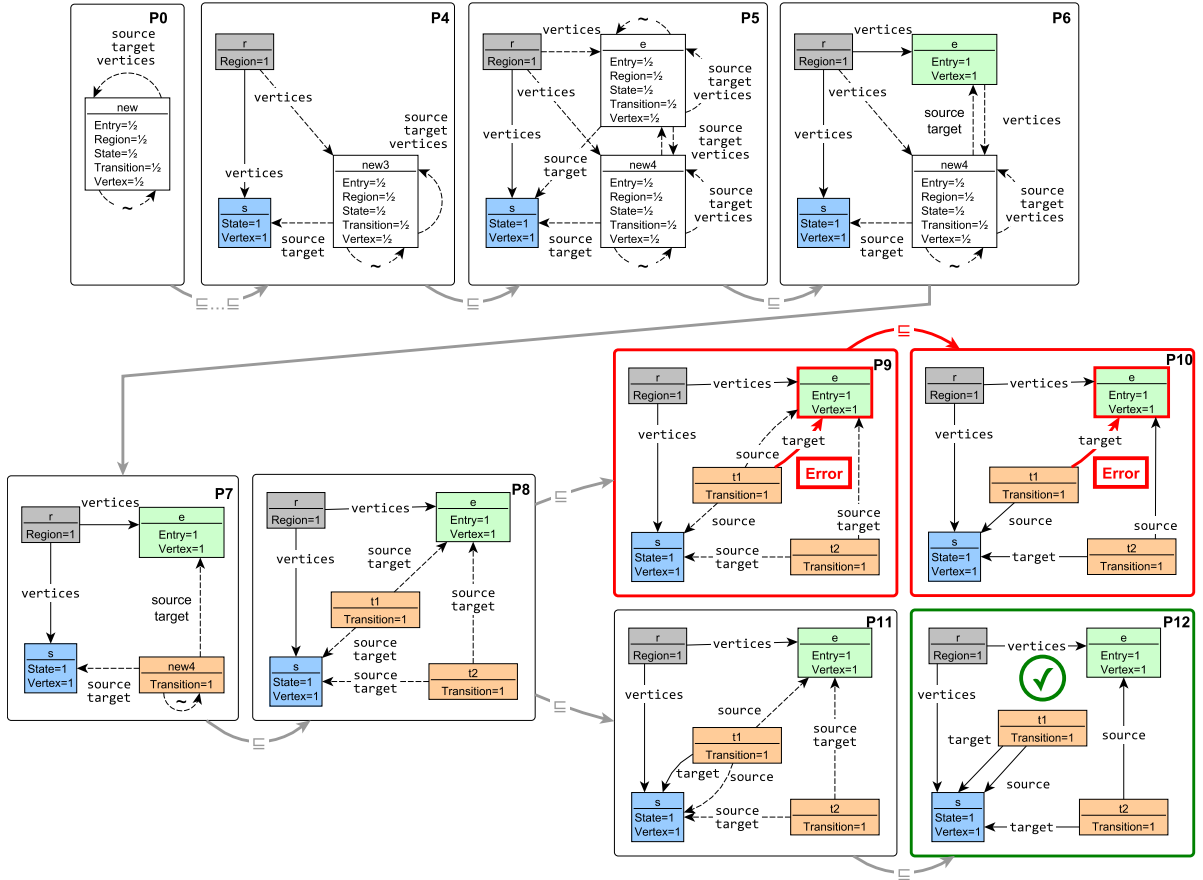 P0
source
target
vertices
new
Entry=½
Region=½
State=½
Transition=½
Vertex=½
~
P4
r
Region=1
vertices
vertices
source
target
vertices
new3
Entry=½
Region=½
State=½
Transition=½
Vertex=½
~
s
State=1
Vertex=1
source
target
P5
r
Region=1
vertices
~
e
Entry=½
Region=½
State=½
Transition=½
Vertex=½
source
target
vertices
vertices
vertices
source
target
source
target
vertices
new4
Entry=½
Region=½
State=½
Transition=½
Vertex=½
~
source
target
vertices
s
State=1
Vertex=1
source
target
P6
r
Region=1
vertices
e
Entry=1
Vertex=1
vertices
vertices
source
target
vertices
new4
Entry=½
Region=½
State=½
Transition=½
Vertex=½
~
source
target
vertices
s
State=1
Vertex=1
source
target
⊑...⊑
⊑
⊑
P7
r
Region=1
vertices
e
Entry=1
Vertex=1
vertices
source
target
s
State=1
Vertex=1
source
target
new4
Transition=1
~
⊑
P8
r
Region=1
vertices
e
Entry=1
Vertex=1
vertices
source
target
t1
Transition=1
source
target
source
target
s
State=1
Vertex=1
source
target
t2
Transition=1
⊑
⊑
⊑
P9
r
Region=1
vertices
e
Entry=1
Vertex=1
vertices
target
source
Error
t1
Transition=1
source
source
target
s
State=1
Vertex=1
source
target
t2
Transition=1
P10
r
Region=1
vertices
e
Entry=1
Vertex=1
vertices
target
Error
t1
Transition=1
source
source
s
State=1
Vertex=1
target
t2
Transition=1
P11
r
Region=1
vertices
e
Entry=1
Vertex=1
vertices
source
t1
Transition=1
target
source
source
target
s
State=1
Vertex=1
source
target
t2
Transition=1
⊑
P12
r
Region=1
vertices
e
Entry=1
Vertex=1
vertices
t1
Transition=1
target
source
source
s
State=1
Vertex=1
target
t2
Transition=1